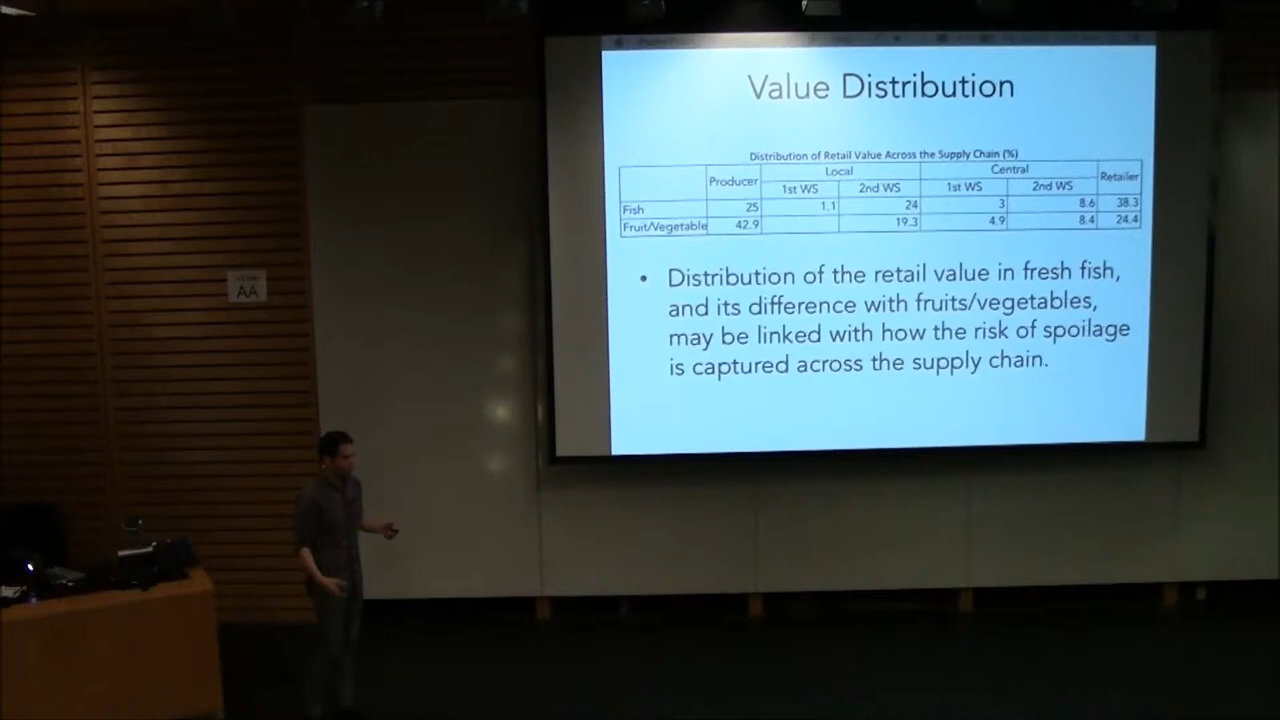 Value Distribution
Distribution of Retail Value Across the Supply Chain (%)
Producer Local Central Retailer
1st WS 2nd WS 1st WS 2nd WS
Fish 25 1.1 24 3 8.6 38.3
Fruit/Vegetable 42.9 19.3 4.9 8.4 24.4
• Distribution of the retail value in fresh fish,
and its difference with fruits/vegetables,
may be linked with how the risk of spoilage
is captured across the supply chain.
AA